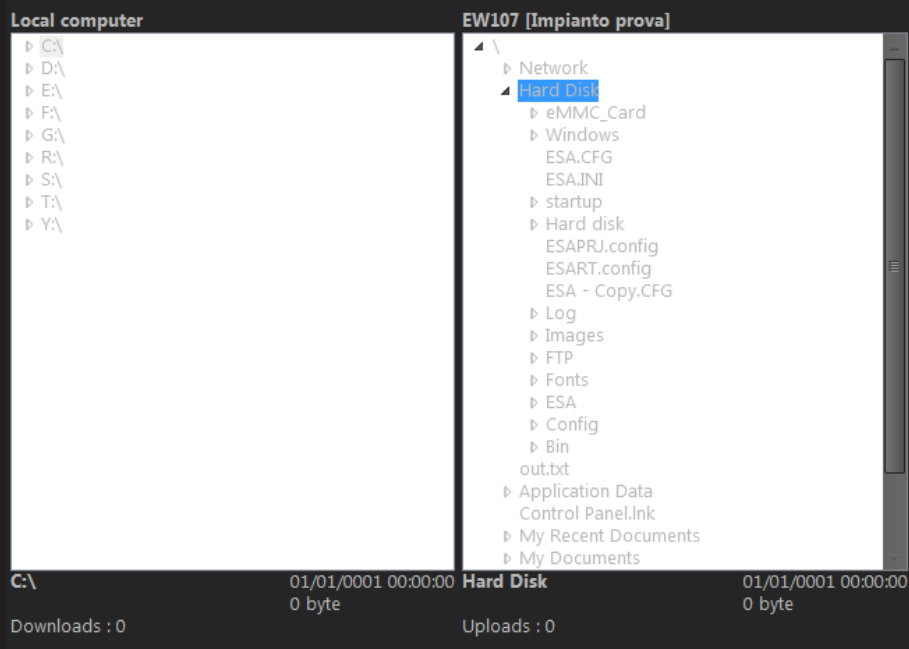 Local computer
C:\
D:\
E:\
F:\
G:\
R:\
S:\
T:\
Y:\
C:\ 01/01/0001 00:00:00
0 byte
Downloads : 0
EW107 [Impianto prova]
\
Network
Hard Disk
eMMC_Card
Windows
ESA.CFG
ESA.INI
startup
Hard disk
ESAPRJ.config
ESART.config
ESA - Copy.CFG
Log
Images
FTP
Fonts
ESA
Config
Bin
out.txt
Application Data
Control Panel.lnk
My Recent Documents
My Documents
Hard Disk 01/01/0001 00:00:00
0 byte
Uploads : 0